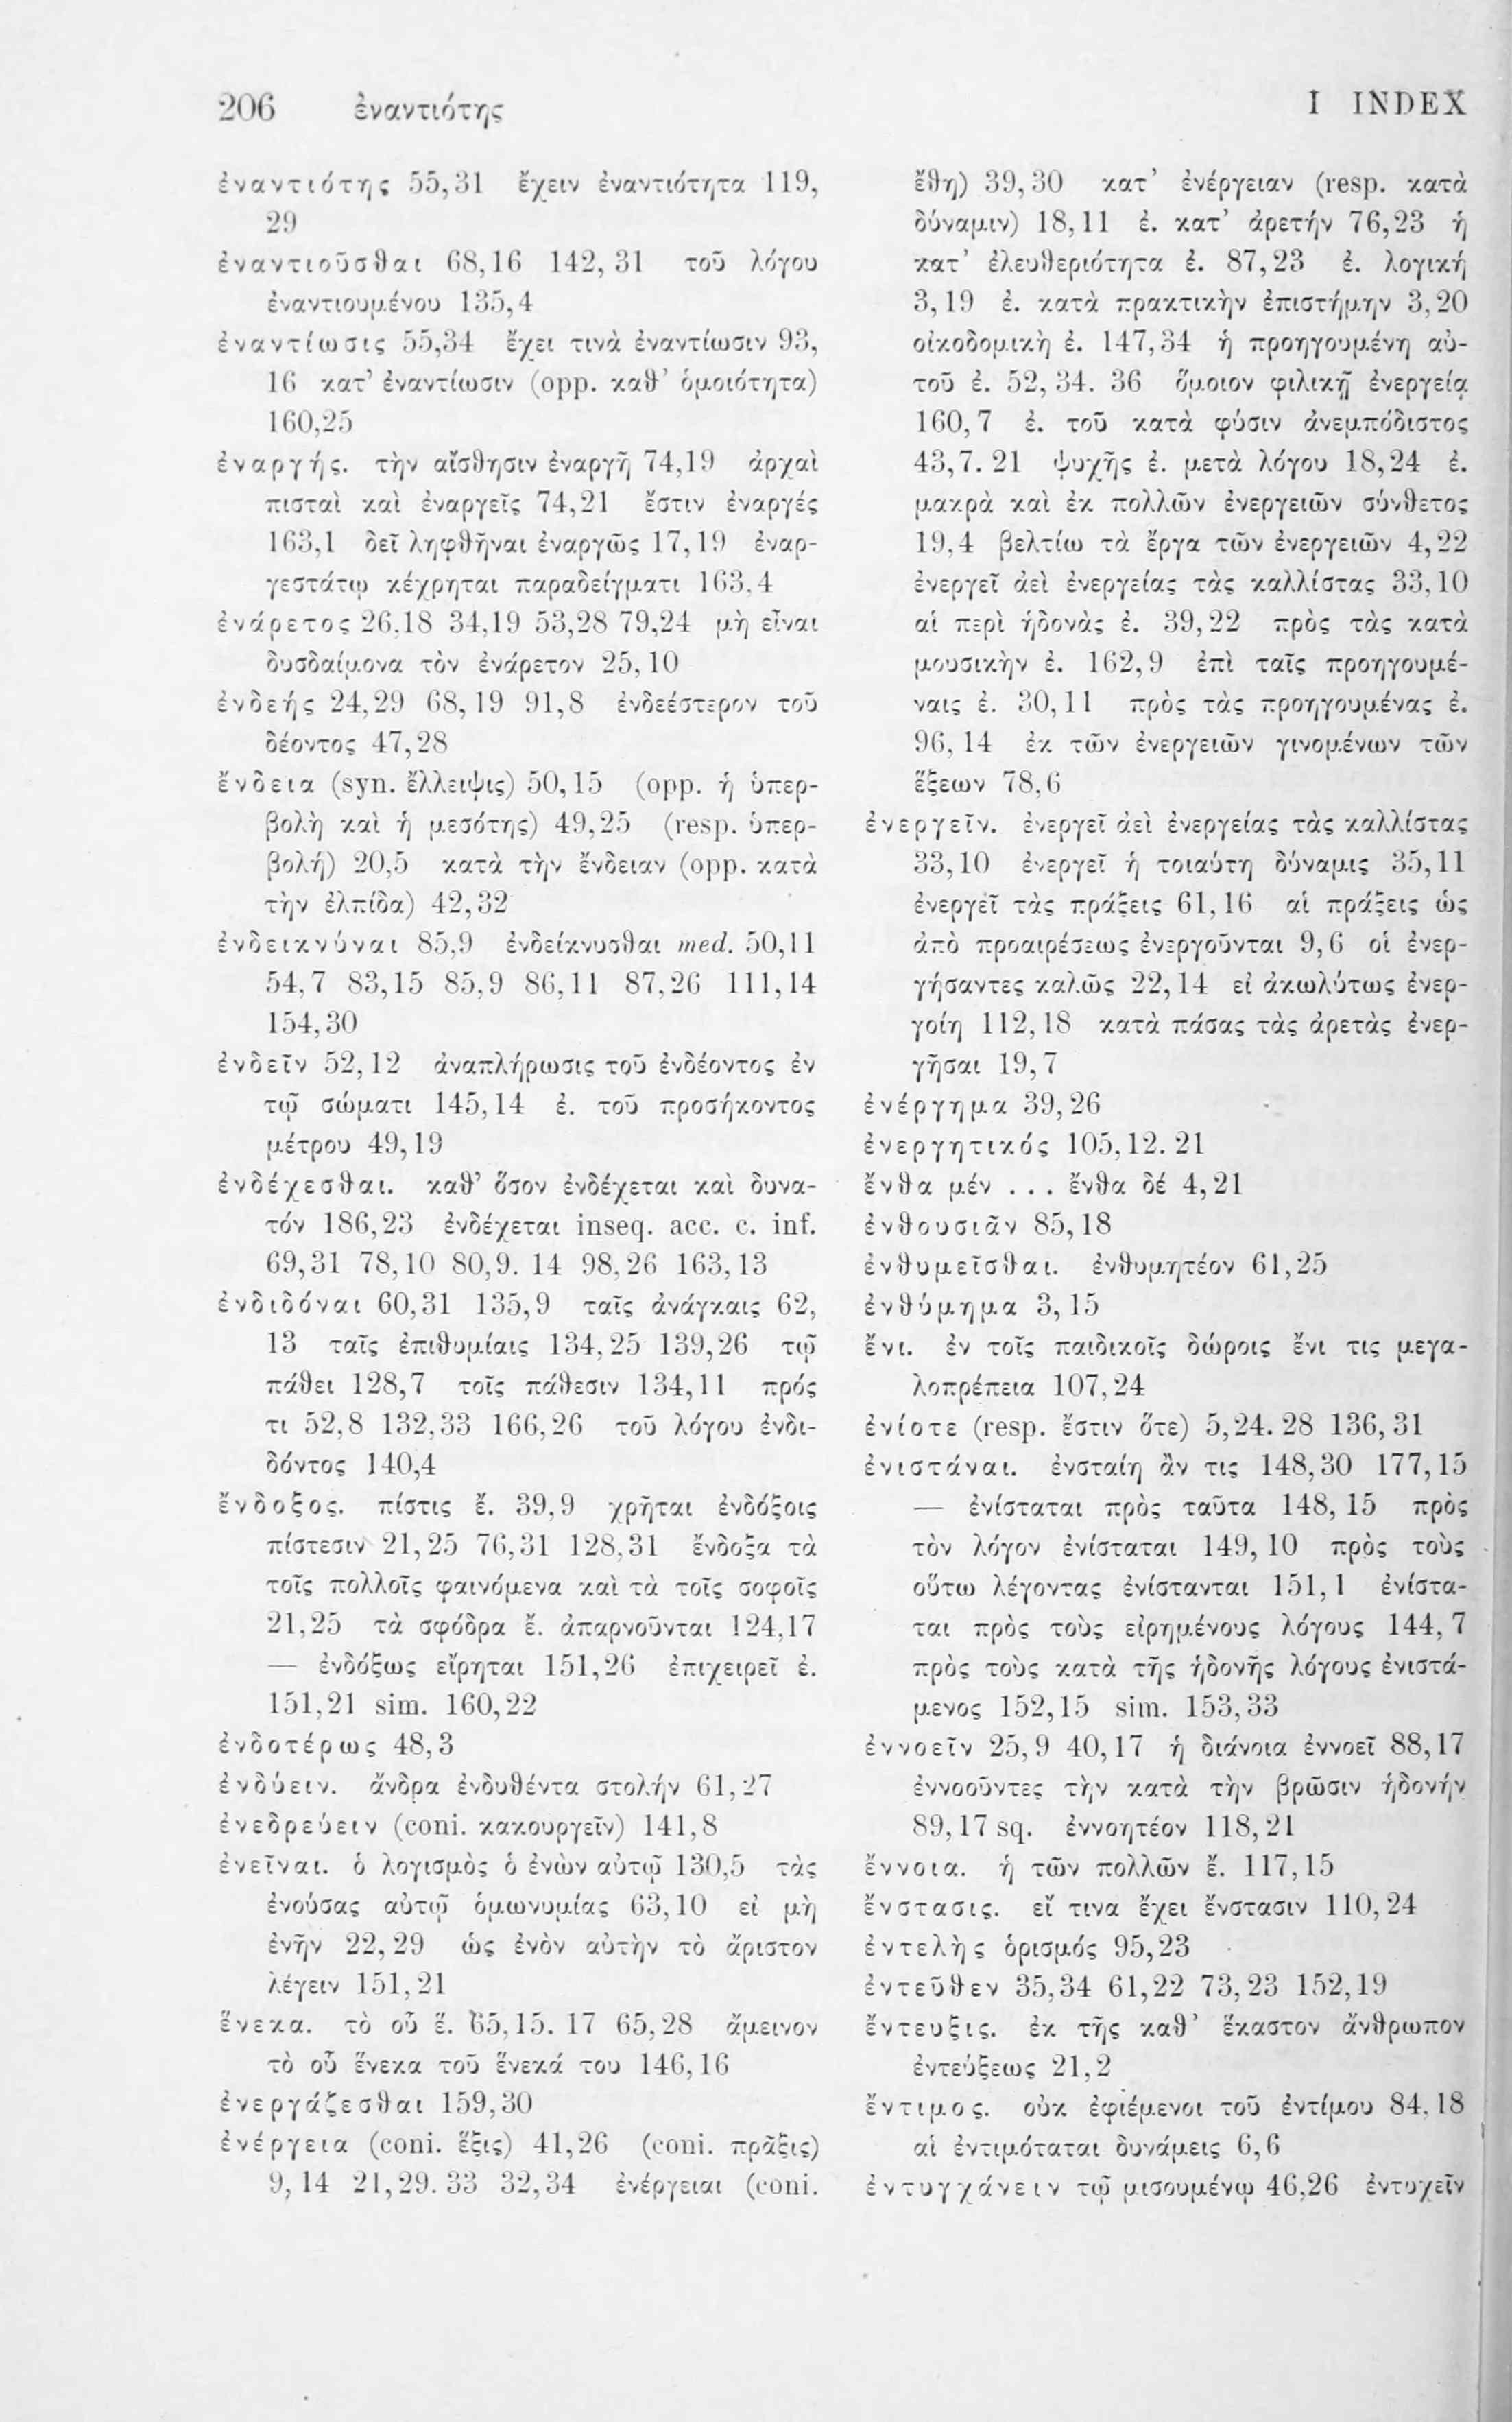 206 ἐναντιότης I INDEX
ἐναντιότης 55,31 ἔχειν ἐναντιότητα 119,
29
ἐναντιοῦσθαι 68,16 142,31 τοῦ λόγου
ἐναντιουμένου 135,4
ἐναντίωσις 55,34 ἔχει τινὰ ἐναντίωσιν 93,
16 κατ’ ἐναντίωσιν (opp. καθ’ ὁμοιότητα)
160,25
ἐναργής. τὴν αἴσθησιν ἐναργῆ 74,19 ἀρχαὶ
πισταὶ καὶ ἐναργεῖς 74,21 ἔστιν ἐναργές
163,1 δεῖ ληφθῆναι ἐναργῶς 17,19 ἐναρ-
γεστάτῳ κέχρηται παραδείγματι 163,4
ἐνάρετος 26,18 34,19 53,28 79,24 μὴ εἶναι
δυσδαίμονα τὸν ἐνάρετον 25,10
ἐνδεής 24,29 68,19 91,8 ἐνδεέστερον τοῦ
δέοντος 47,28
ἔνδεια (syn. ἔλλειψις) 50,15 (opp. ἡ ὑπερ-
βολὴ καὶ ἡ μεσότης) 49,25 (resp. ὑπερ-
βολή) 20,5 κατὰ τὴν ἔνδειαν (opp. κατὰ
τὴν ἐλπίδα) 42,32
ἐνδεικνύναι 85,9 ἐνδείκνυσθαι med. 50,11
54,7 83,15 85,9 86,11 87,26 111,14
154,30
ἐνδεῖν 52,12 ἀναπλήρωσις τοῦ ἐνδέοντος ἐν
τῷ σώματι 145,14 ἐ. τοῦ προσήκοντος
μέτρου 49,19
ἐνδέχεσθαι. καθ’ ὅσον ἐνδέχεται καὶ δυνα-
τόν 186,23 ἐνδέχεται inseq. acc. c. inf.
69,31 78,10 80,9. 14 98,26 163,13
ἐνδιδόναι 60,31 135,9 ταῖς ἀνάγκαις 62,
13 ταῖς ἐπιθυμίαις 134,25 139,26 τῷ
πάθει 128,7 τοῖς πάθεσιν 134,11 πρός
τι 52,8 132,33 166,26 τοῦ λόγου ἐνδι-
δόντος 140,4
ἔνδοξος. πίστις ἔ. 39,9 χρῆται ἐνδόξοις
πίστεσιν 21,25 76,31 128,31 ἔνδοξα τὰ
τοῖς πολλοῖς φαινόμενα καὶ τὰ τοῖς σοφοῖς
21,25 τὰ σφόδρα ἔ. ἀπαρνοῦνται 124,17
— ἐνδόξως εἴρηται 151,26 ἐπιχειρεῖ ἐ.
151,21 sim. 160,22
ἐνδοτέρως 48,3
ἐνδύειν. ἄνδρα ἐνδυθέντα στολήν 61,27
ἐνεδρεύειν (coni. κακουργεῖν) 141,8
ἐνεῖναι. ὁ λογισμὸς ὁ ἐνὼν αὐτῷ 130,5 τὰς
ἐνούσας αὐτῷ ὁμωνυμίας 63,10 εἰ μὴ
ἐνῆν 22,29 ὡς ἐνὸν αὐτὴν τὸ ἄριστον
λέγειν 151,21
ἕνεκα. τὸ οὗ ἕ. 65,15. 17 65,28 ἄμεινον
τὸ οὗ ἕνεκα τοῦ ἕνεκά του 146,16
ἐνεργάζεσθαι 159,30
ἐνέργεια (coni. ἕξις) 41,26 (coni. πρᾶξις)
9,14 21,29. 33 32,34 ἐνέργειαι (coni.
ἔθη) 39,30 κατ’ ἐνέργειαν (resp. κατὰ
δύναμιν) 18,11 ἐ. κατ’ ἀρετήν 76,23 ἡ
κατ’ ἐλευθεριότητα ἐ. 87,23 ἐ. λογική
3,19 ἐ. κατὰ πρακτικὴν ἐπιστήμην 3,20
οἰκοδομικὴ ἐ. 147,34 ἡ προηγουμένη αὐ-
τοῦ ἐ. 52,34. 36 ὅμοιον φιλικῇ ἐνεργείᾳ
160,7 ἐ. τοῦ κατὰ φύσιν ἀνεμπόδιστος
43,7. 21 ψυχῆς ἐ. μετὰ λόγου 18,24 ἐ.
μακρὰ καὶ ἐκ πολλῶν ἐνεργειῶν σύνθετος
19,4 βελτίω τὰ ἔργα τῶν ἐνεργειῶν 4,22
ἐνεργεῖ ἀεὶ ἐνεργείας τὰς καλλίστας 33,10
αἱ περὶ ἡδονὰς ἐ. 39,22 πρὸς τὰς κατὰ
μουσικὴν ἐ. 162,9 ἐπὶ ταῖς προηγουμέ-
ναις ἐ. 30,11 πρὸς τὰς προηγουμένας ἐ.
96,14 ἐκ τῶν ἐνεργειῶν γινομένων τῶν
ἕξεων 78,6
ἐνεργεῖν. ἐνεργεῖ ἀεὶ ἐνεργείας τὰς καλλίστας
33,10 ἐνεργεῖ ἡ τοιαύτη δύναμις 35,11
ἐνεργεῖ τὰς πράξεις 61,16 αἱ πράξεις ὡς
ἀπὸ προαιρέσεως ἐνεργοῦνται 9,6 οἱ ἐνερ-
γήσαντες καλῶς 22,14 εἰ ἀκωλύτως ἐνερ-
γοίη 112,18 κατὰ πάσας τὰς ἀρετὰς ἐνερ-
γῆσαι 19,7
ἐνέργημα 39,26
ἐνεργητικός 105,12. 21
ἔνθα μέν . . . ἔνθα δέ 4,21
ἐνθουσιᾶν 85,18
ἐνθυμεῖσθαι. ἐνθυμητέον 61,25
ἐνθύμημα 3,15
ἔνι. ἐν τοῖς παιδικοῖς δώροις ἔνι τις μεγα-
λοπρέπεια 107,24
ἐνίοτε (resp. ἔστιν ὅτε) 5,24. 28 136,31
ἐνιστάναι. ἐνσταίη ἄν τις 148,30 177,15
— ἐνίσταται πρὸς ταῦτα 148,15 πρὸς
τὸν λόγον ἐνίσταται 149,10 πρὸς τοὺς
οὕτω λέγοντας ἐνίστανται 151,1 ἐνίστα-
ται πρὸς τοὺς εἰρημένους λόγους 144,7
πρὸς τοὺς κατὰ τῆς ἡδονῆς λόγους ἐνιστά-
μενος 152,15 sim. 153,33
ἐννοεῖν 25,9 40,17 ἡ διάνοια ἐννοεῖ 88,17
ἐννοοῦντες τὴν κατὰ τὴν βρῶσιν ἡδονήν
89,17 sq. ἐννοητέον 118,21
ἔννοια. ἡ τῶν πολλῶν ἔ. 117,15
ἔνστασις. εἴ τινα ἔχει ἔνστασιν 110,24
ἐντελὴς ὁρισμός 95,23
ἐντεῦθεν 35,34 61,22 73,23 152,19
ἔντευξις. ἐκ τῆς καθ’ ἕκαστον ἄνθρωπον
ἐντεύξεως 21,2
ἔντιμος. οὐκ ἐφιέμενοι τοῦ ἐντίμου 84,18
αἱ ἐντιμόταται δυνάμεις 6,6
ἐντυγχάνειν τῷ μισουμένῳ 46,26 ἐντυχεῖν